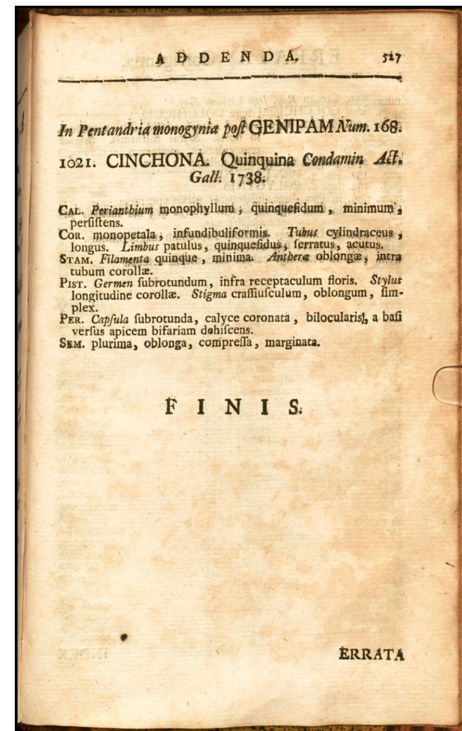 ADDENDA. 527
In Pentandria monogynia poſt GENIPAM Num. 168.
1021. CINCHONA. Quinquina Condamin Act.
Gall. 1738.
CAL. Perianthium monophyllum, quinquefidum, minimum,
perſiſtens.
COR. monopetala, infundibuliformis. Tubus cylindraceus,
longus. Limbus patulus, quinquefidus, ſerratus, acutus.
STAM. Filamenta quinque, minima. Antheræ oblongæ, intra
tubum corollæ.
PIST. Germen ſubrotundum, infra receptaculum floris. Stylus
longitudine corollæ. Stigma craſſiuſculum, oblongum, ſim-
plex.
PER. Capſula ſubrotunda, calyce coronata, bilocularis, a baſi
verſus apicem bifariam dehiſcens.
SEM. plurima, oblonga, compreſſa, marginata.
FINIS.
ERRATA